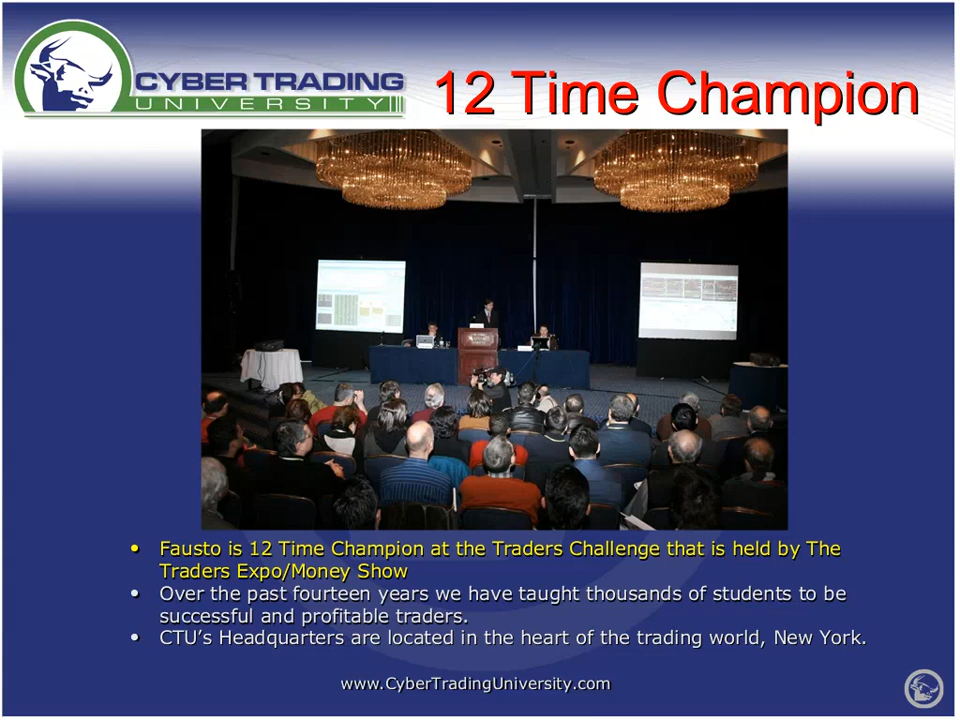 CYBER TRADING
UNIVERSITY
12 Time Champion
• Fausto is 12 Time Champion at the Traders Challenge that is held by The
Traders Expo/Money Show
• Over the past fourteen years we have taught thousands of students to be
successful and profitable traders.
• CTU’s Headquarters are located in the heart of the trading world, New York.
www.CyberTradingUniversity.com